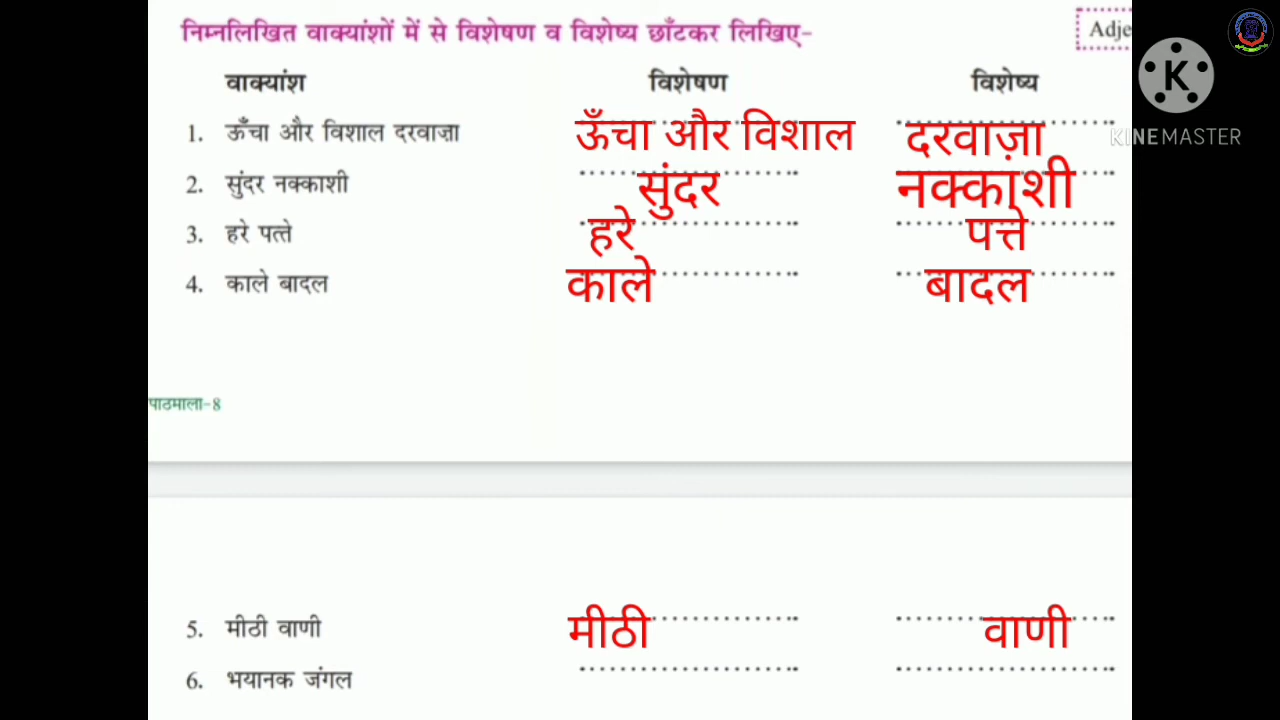 निम्नलिखित वाक्यांशों में से विशेषण व विशेष्य छाँटकर लिखिए- Adje
वाक्यांश विशेषण विशेष्य
1. ऊँचा और विशाल दरवाज़ा ऊँचा और विशाल दरवाज़ा
2. सुंदर नक्काशी सुंदर नक्काशी
3. हरे पत्ते हरे पत्ते
4. काले बादल काले बादल
पाठमाला-8
5. मीठी वाणी मीठी वाणी
6. भयानक जंगल
K
KINEMASTER